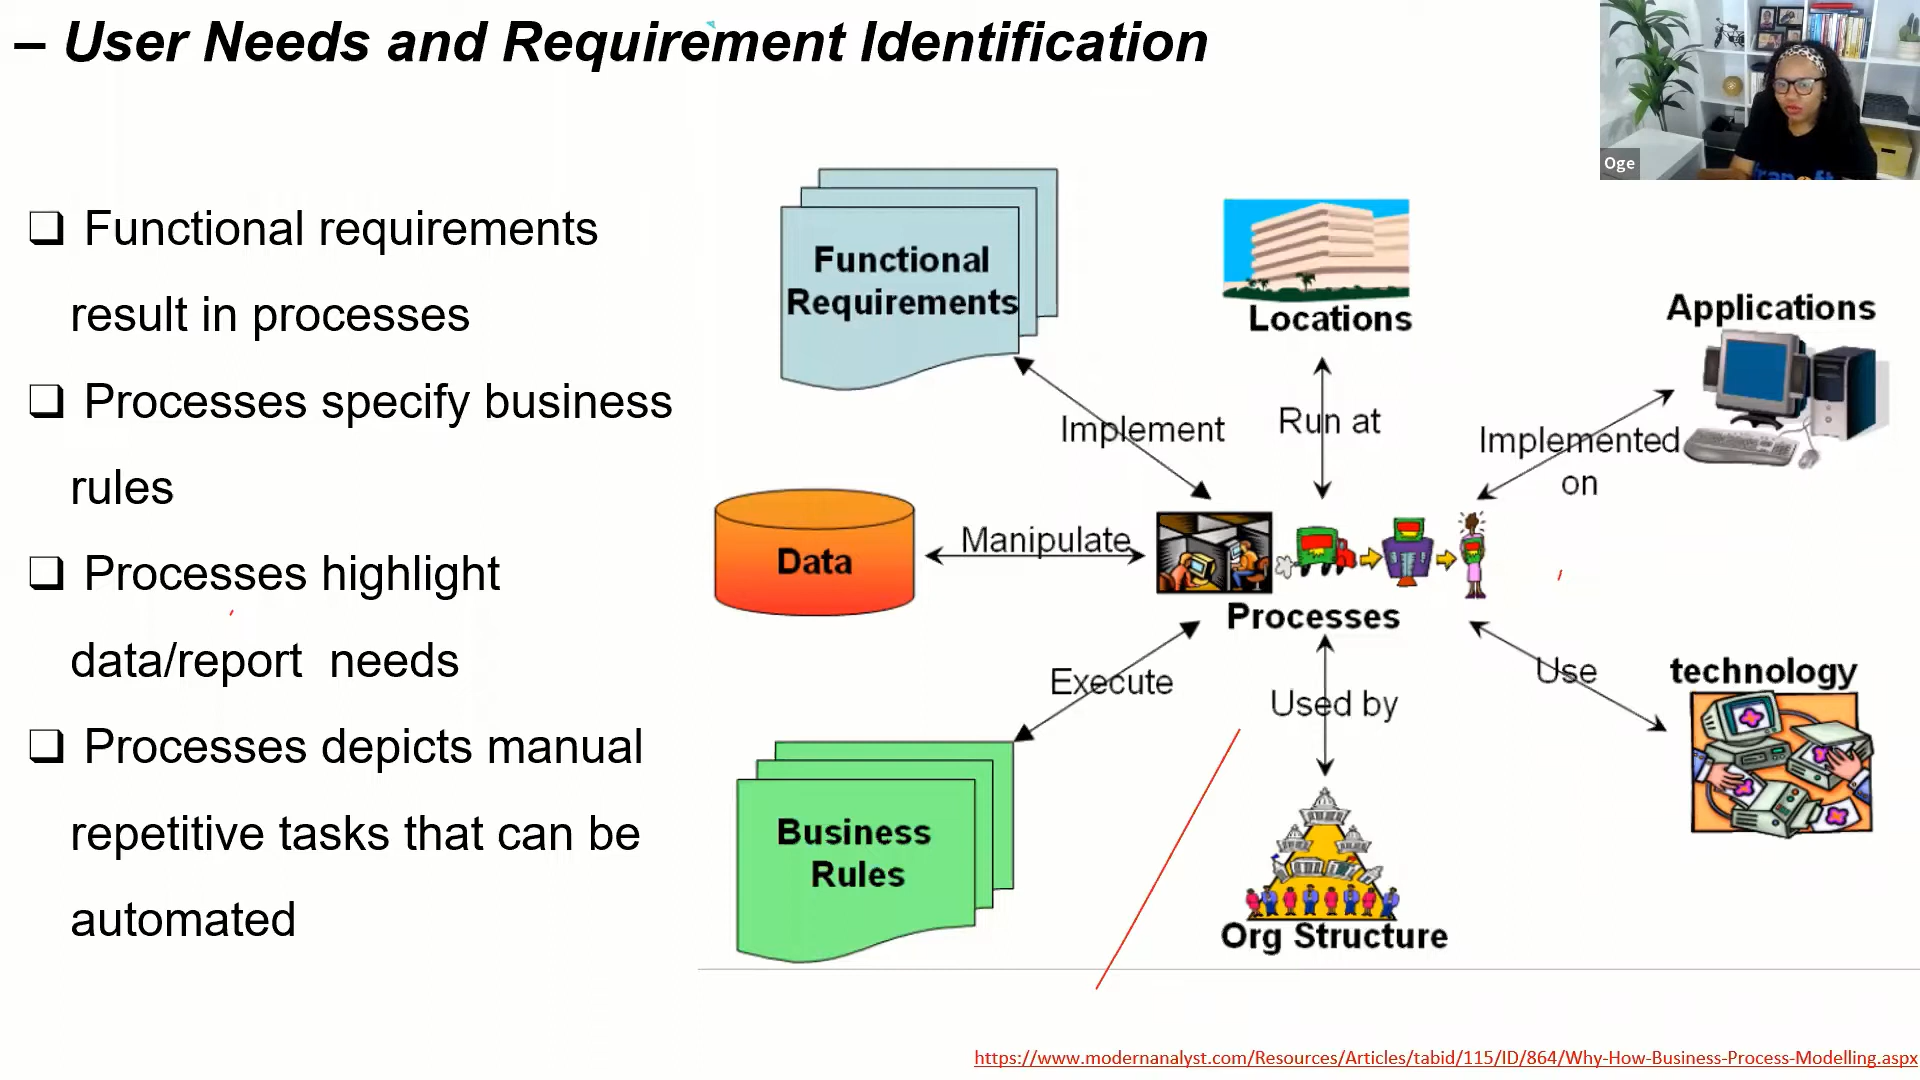 – User Needs and Requirement Identification
Oge
❑ Functional requirements
result in processes
❑ Processes specify business
rules
❑ Processes highlight
data/report needs
❑ Processes depicts manual
repetitive tasks that can be
automated
Functional
Requirements
Locations
Applications
Implement
Run at
Implemented
on
Data
Manipulate
Processes
Execute
Used by
Use
technology
Business
Rules
Org Structure
https://www.modernanalyst.com/Resources/Articles/tabid/115/ID/864/Why-How-Business-Process-Modelling.aspx